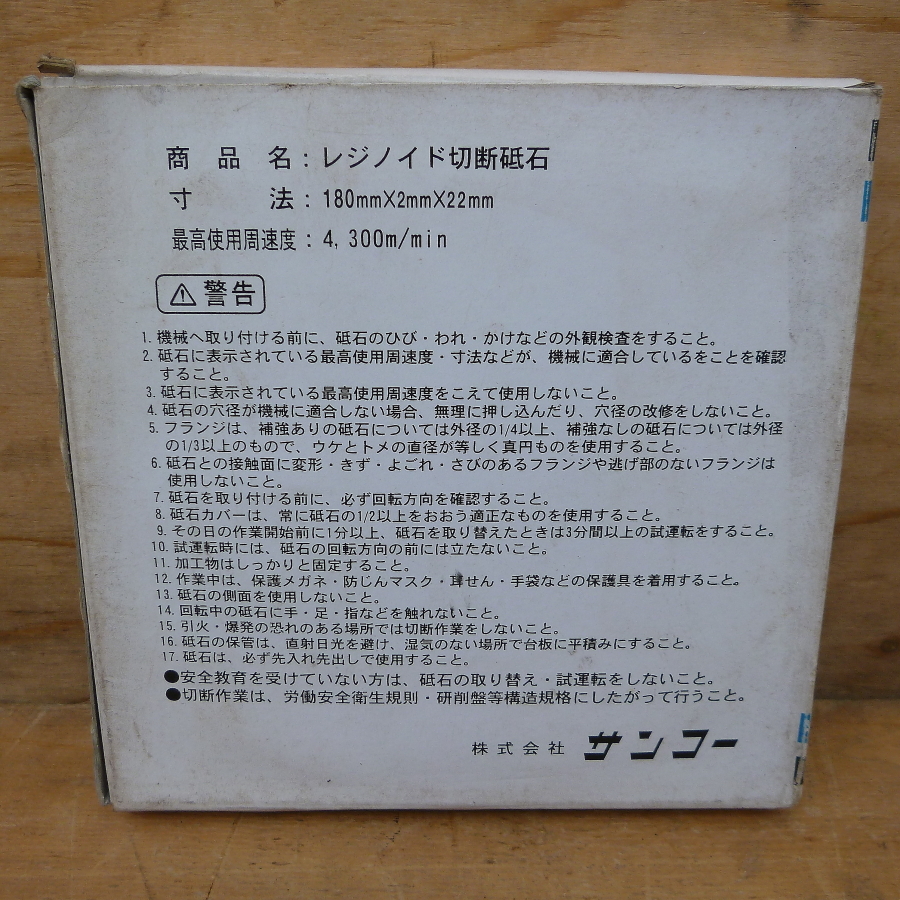 商品名：レジノイド切断砥石
寸法：180mm×2mm×22mm
最高使用周速度：4,300m/min
⚠警告
1. 機械へ取り付ける前に、砥石のひび・われ・かけなどの外観検査をすること。
2. 砥石に表示されている最高使用周速度・寸法などが、機械に適合しているをことを確認
すること。
3. 砥石に表示されている最高使用周速度をこえて使用しないこと。
4. 砥石の穴径が機械に適合しない場合、無理に押し込んだり、穴径の改修をしないこと。
5. フランジは、補強ありの砥石については外径の1/4以上、補強なしの砥石については外径
の1/3以上のもので、ウケとトメの直径が等しく真円ものを使用すること。
6. 砥石との接触面に変形・きず・よごれ・さびのあるフランジや逃げ部のないフランジは
使用しないこと。
7. 砥石を取り付ける前に、必ず回転方向を確認すること。
8. 砥石カバーは、常に砥石の1/2以上をおおう適正なものを使用すること。
9. その日の作業開始前に1分以上、砥石を取り替えたときは3分間以上の試運転をすること。
10. 試運転時には、砥石の回転方向の前には立たないこと。
11. 加工物はしっかりと固定すること。
12. 作業中は、保護メガネ・防じんマスク・耳せん・手袋などの保護具を着用すること。
13. 砥石の側面を使用しないこと。
14. 回転中の砥石に手・足・指などを触れないこと。
15. 引火・爆発の恐れのある場所では切断作業をしないこと。
16. 砥石の保管は、直射日光を避け、湿気のない場所で台板に平積みにすること。
17. 砥石は、必ず先入れ先出しで使用すること。
●安全教育を受けていない方は、砥石の取り替え・試運転をしないこと。
●切断作業は、労働安全衛生規則・研削盤等構造規格にしたがって行うこと。
株式会社 サンコー